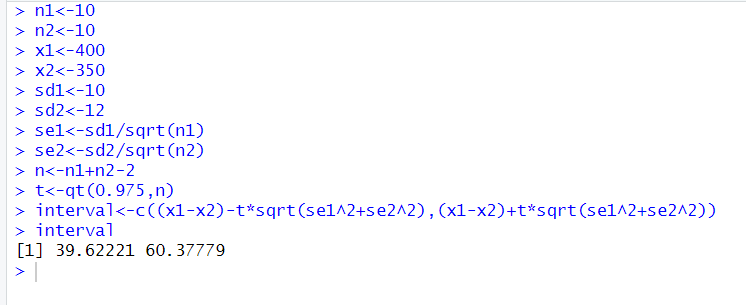 > n1<-10
> n2<-10
> x1<-400
> x2<-350
> sd1<-10
> sd2<-12
> se1<-sd1/sqrt(n1)
> se2<-sd2/sqrt(n2)
> n<-n1+n2-2
> t<-qt(0.975,n)
> interval<-c((x1-x2)-t*sqrt(se1^2+se2^2),(x1-x2)+t*sqrt(se1^2+se2^2))
> interval
[1] 39.62221 60.37779
>